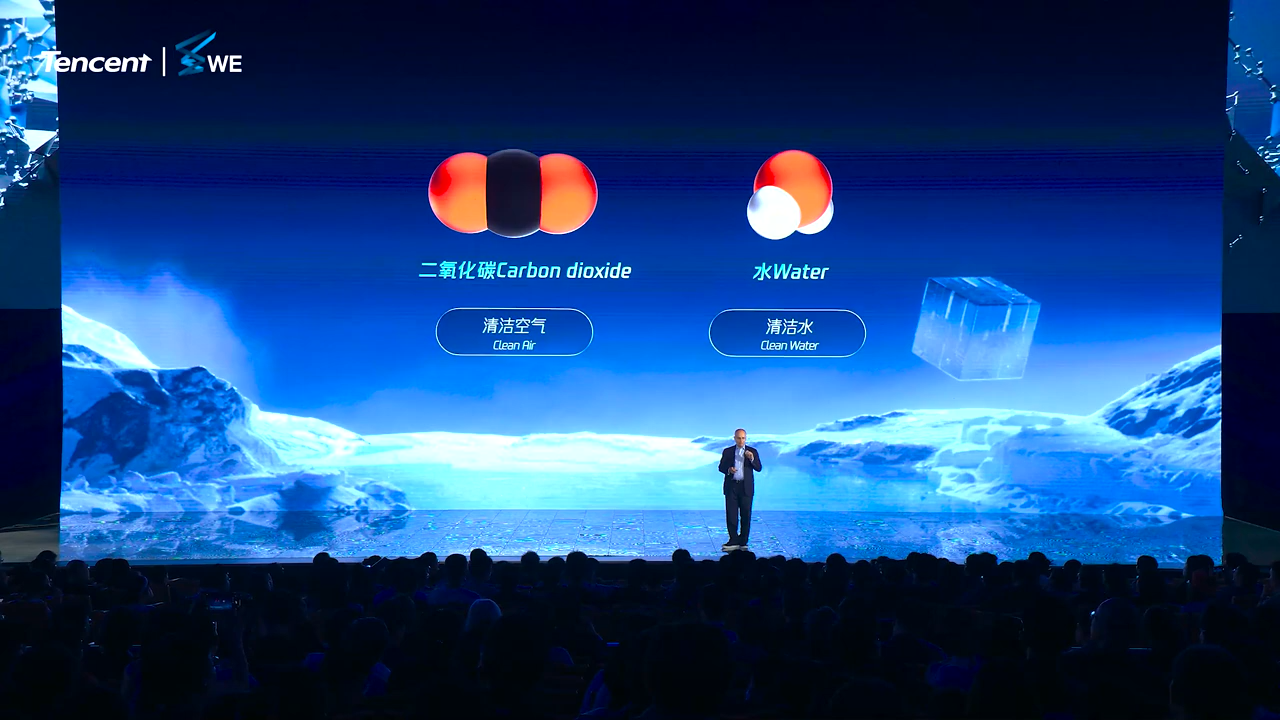 Tencent | WE
二氧化碳Carbon dioxide
水Water
清洁空气
Clean Air
清洁水
Clean Water